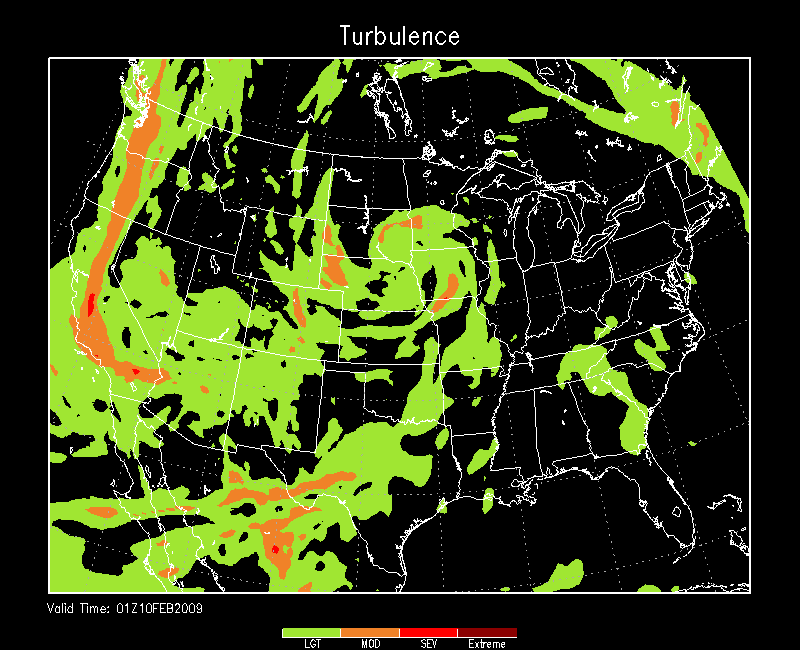 Turbulence
Valid Time: 01Z10FEB2009
LGT MOD SEV Extreme